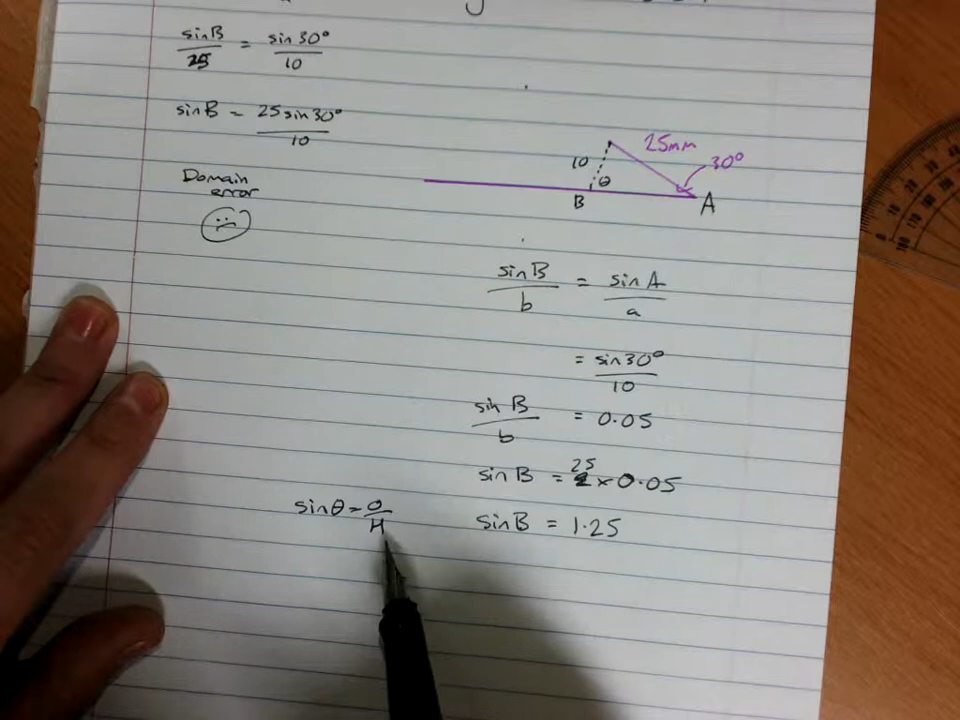 sinB/25 = sin30°/10
sinB = 25sin30°/10
Domain
error
25mm
10
30°
θ
B
A
sinB/b = sinA/a
= sin30°/10
sinB/b = 0.05
sinB = 25 × 0.05
sinθ = O/H
sinB = 1.25